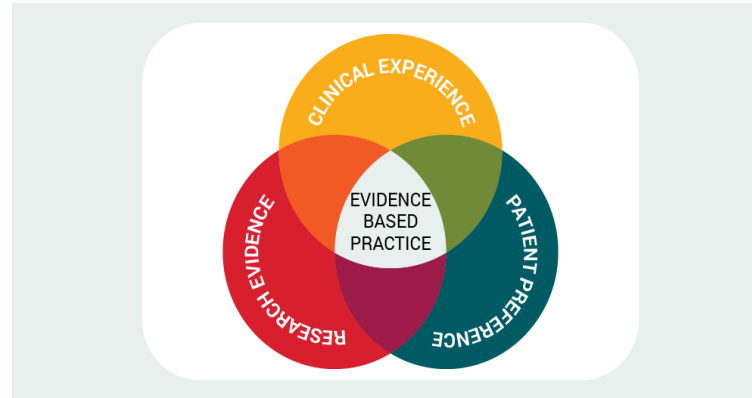 CLINICAL EXPERIENCE
EVIDENCE
BASED
PRACTICE
RESEARCH EVIDENCE
PATIENT PREFERENCE